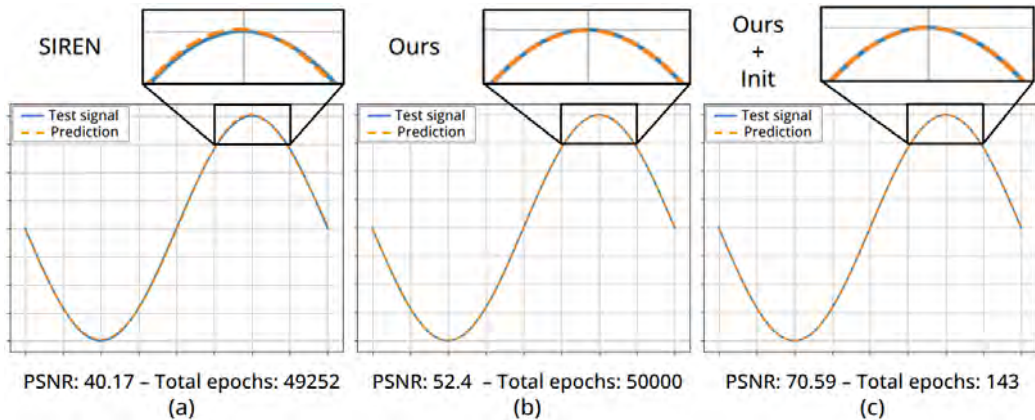 SIREN
Test signal
Prediction
PSNR: 40.17 – Total epochs: 49252
(a)
Ours
Test signal
Prediction
PSNR: 52.4 – Total epochs: 50000
(b)
Ours
+
Init
Test signal
Prediction
PSNR: 70.59 – Total epochs: 143
(c)